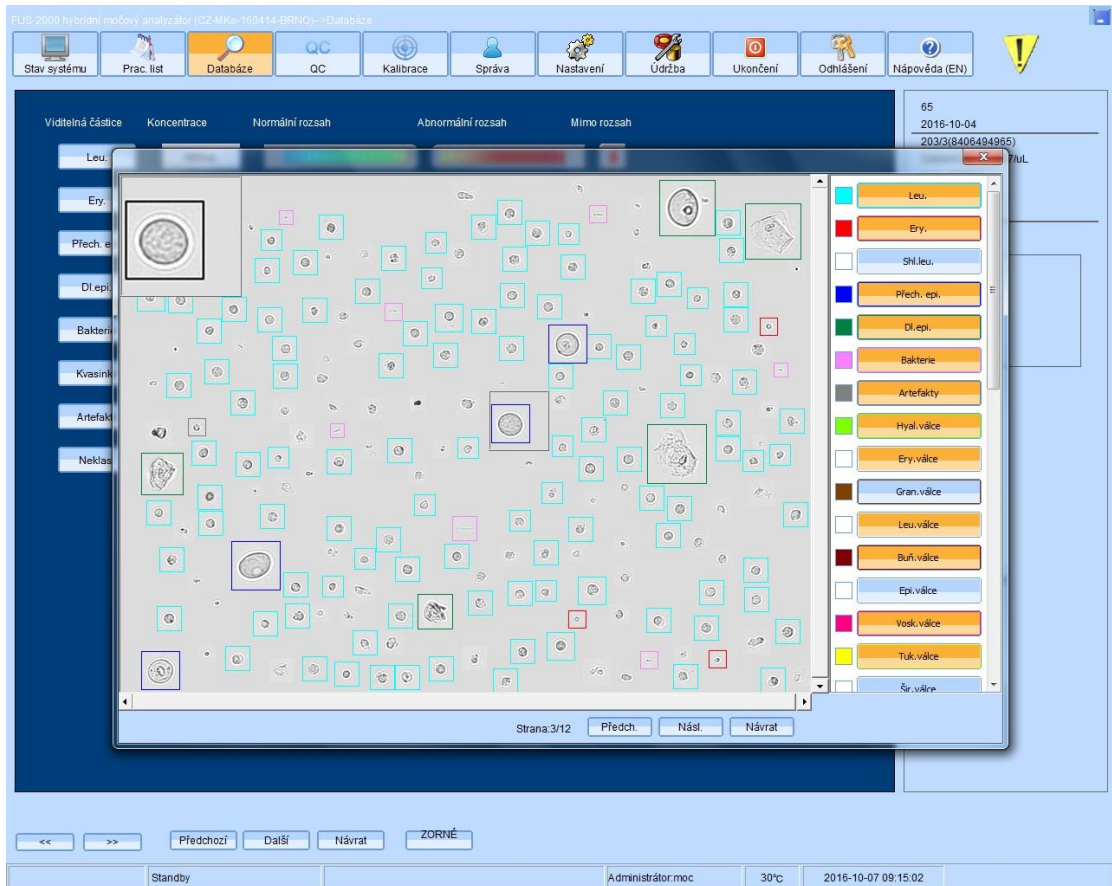 FUS-2000 hybridní močový analyzátor (CZ-MKo-160414-BRNO)-->Databáze
Stav systému Prac. list Databáze QC QC Kalibrace Správa Nastavení Údržba Ukončení Odhlášení Nápověda (EN)
65
2016-10-04
203/3(8406494965)
7/uL
Viditelná částice Koncentrace Normální rozsah Abnormální rozsah Mimo rozsah
Leu.
Ery.
Přech. e
Dl.epi.
Bakterie
Kvasink
Artefakt
Neklas
Leu.
Ery.
Shl.leu.
Přech. epi.
Dl.epi.
Bakterie
Artefakty
Hyal.válce
Ery.válce
Gran.válce
Leu.válce
Buň.válce
Epi.válce
Vosk.válce
Tuk.válce
Šir.válce
Strana:3/12 Předch. Násl. Návrat
<< >> Předchozí Další Návrat ZORNÉ
Standby Administrátor:moc 30°C 2016-10-07 09:15:02